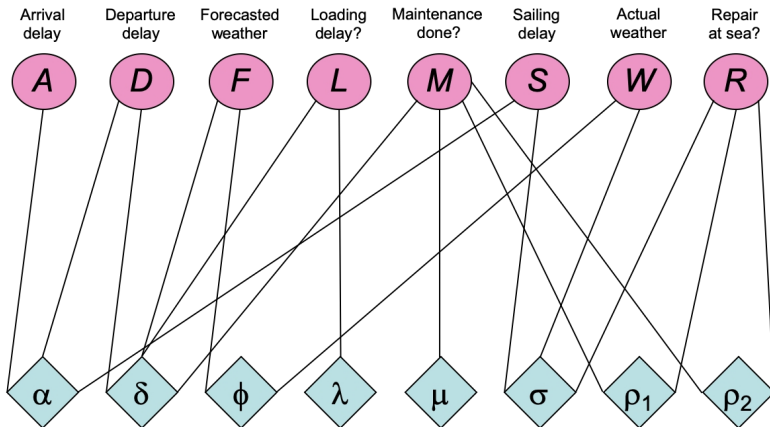 Arrival delay
Departure delay
Forecasted weather
Loading delay?
Maintenance done?
Sailing delay
Actual weather
Repair at sea?
A D F L M S W R
α δ ϕ λ μ σ ρ1 ρ2